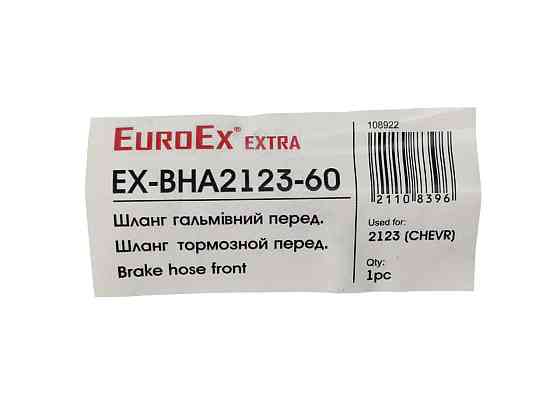 EUROEX® EXTRA
EX-BHA2123-60
Шланг гальмівний перед.
Шланг тормозной перед.
Brake hose front
108922
21108396
Used for:
2123 (CHEVR)
Qty:
1pc